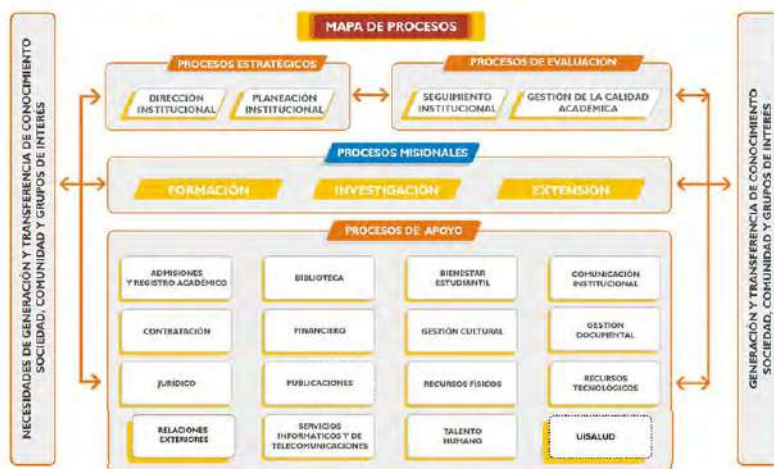 MAPA DE PROCESOS
NECESIDADES DE GENERACIÓN Y TRANSFERENCIA DE CONOCIMIENTO
SOCIEDAD, COMUNIDAD Y GRUPOS DE INTERÉS
PROCESOS ESTRATÉGICOS
DIRECCIÓN
INSTITUCIONAL
PLANEACIÓN
INSTITUCIONAL
PROCESOS DE EVALUACIÓN
SEGUIMIENTO
INSTITUCIONAL
GESTIÓN DE LA CALIDAD
ACADÉMICA
PROCESOS MISIONALES
FORMACIÓN
INVESTIGACIÓN
EXTENSIÓN
PROCESOS DE APOYO
ADMISIONES
Y REGISTRO ACADÉMICO
BIBLIOTECA
BIENESTAR
ESTUDIANTIL
COMUNICACIÓN
INSTITUCIONAL
CONTRATACIÓN
FINANCIERO
GESTIÓN CULTURAL
GESTIÓN
DOCUMENTAL
JURÍDICO
PUBLICACIONES
RECURSOS FÍSICOS
RECURSOS
TECNOLÓGICOS
RELACIONES
EXTERIORES
SERVICIOS
INFORMÁTICOS Y DE
TELECOMUNICACIONES
TALENTO
HUMANO
UISALUD
GENERACIÓN Y TRANSFERENCIA DE CONOCIMIENTO
SOCIEDAD, COMUNIDAD Y GRUPOS DE INTERÉS